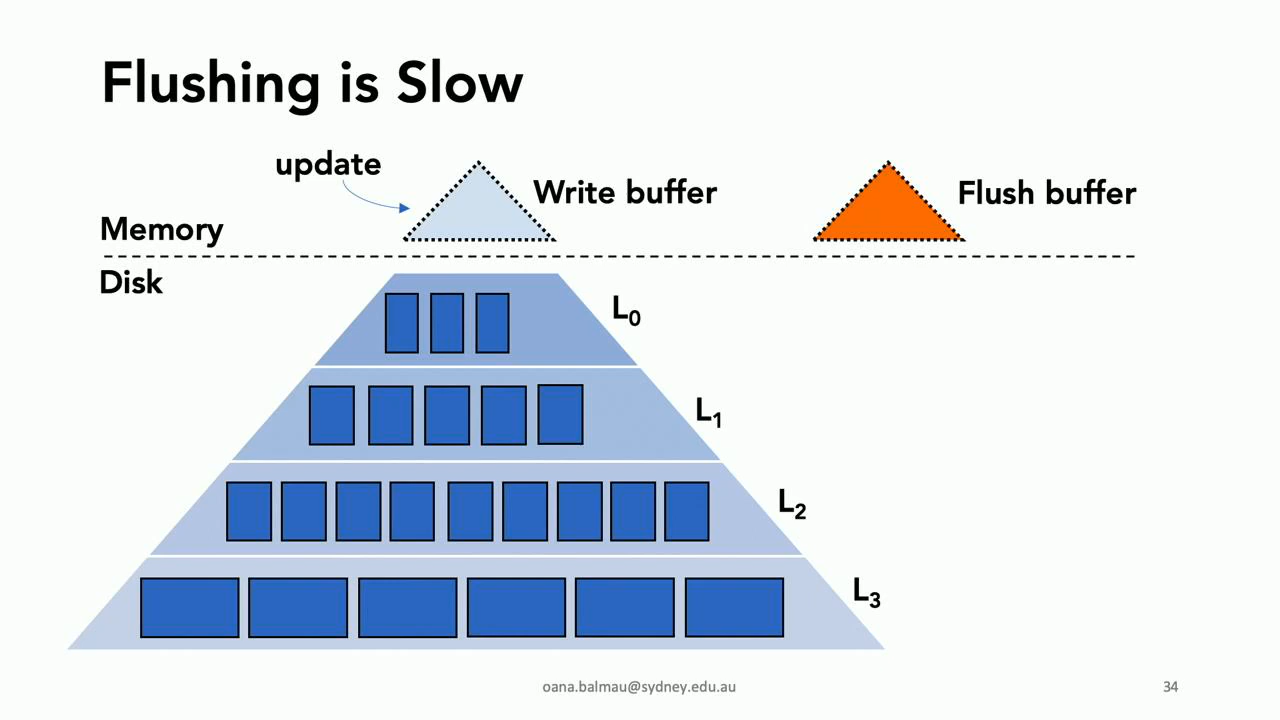 Flushing is Slow
update
Write buffer
Flush buffer
Memory
Disk
L0
L1
L2
L3
oana.balmau@sydney.edu.au
34